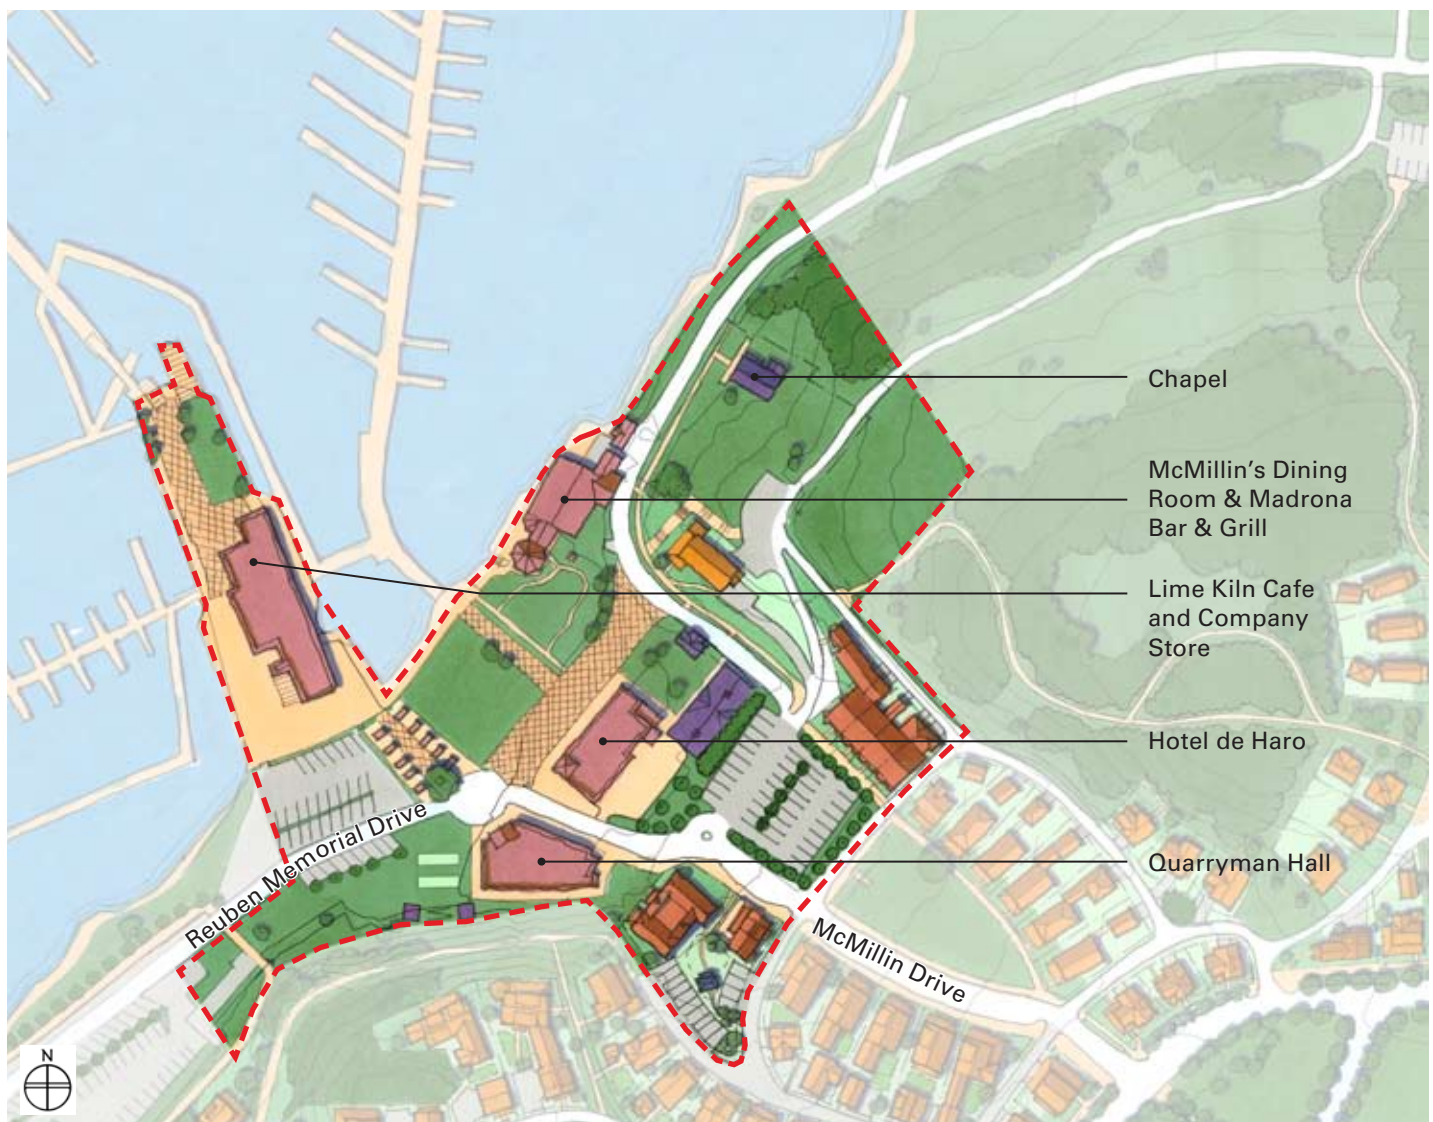 Chapel
McMillin's Dining
Room & Madrona
Bar & Grill
Lime Kiln Cafe
and Company
Store
Hotel de Haro
Quarryman Hall
Reuben Memorial Drive
McMillin Drive
N